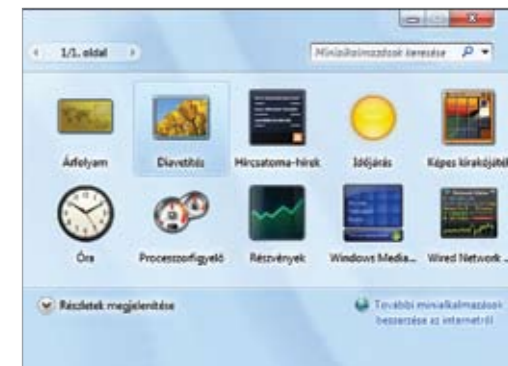 1/1. oldal
Minialkalmazások keresése
Árfolyam
Diavetítés
Hírcsatorna-hírek
Időjárás
Képes kirakójáték
Óra
Processzorfigyelő
Részvények
Windows Media...
Wired Network ...
Részletek megjelenítése
További minialkalmazások
beszerzése az internetről